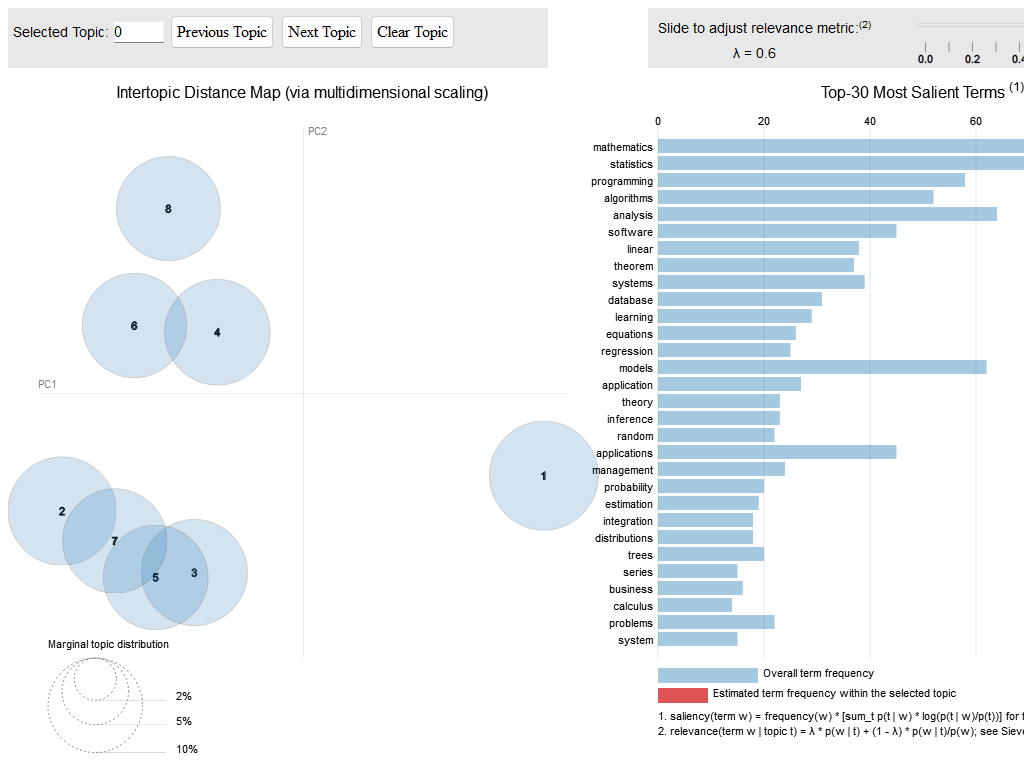 Selected Topic: 0 Previous Topic Next Topic Clear Topic
Slide to adjust relevance metric:(2)
λ = 0.6
0.0 0.2 0.4
Intertopic Distance Map (via multidimensional scaling)
PC2
PC1
8
6
4
1
2
7
5
3
Marginal topic distribution
2%
5%
10%
Top-30 Most Salient Terms (1)
0 20 40 60
mathematics
statistics
programming
algorithms
analysis
software
linear
theorem
systems
database
learning
equations
regression
models
application
theory
inference
random
applications
management
probability
estimation
integration
distributions
trees
series
business
calculus
problems
system
Overall term frequency
Estimated term frequency within the selected topic
1. saliency(term w) = frequency(w) * [sum_t p(t | w) * log(p(t | w)/p(t))] for t
2. relevance(term w | topic t) = λ * p(w | t) + (1 - λ) * p(w | t)/p(w); see Sieve